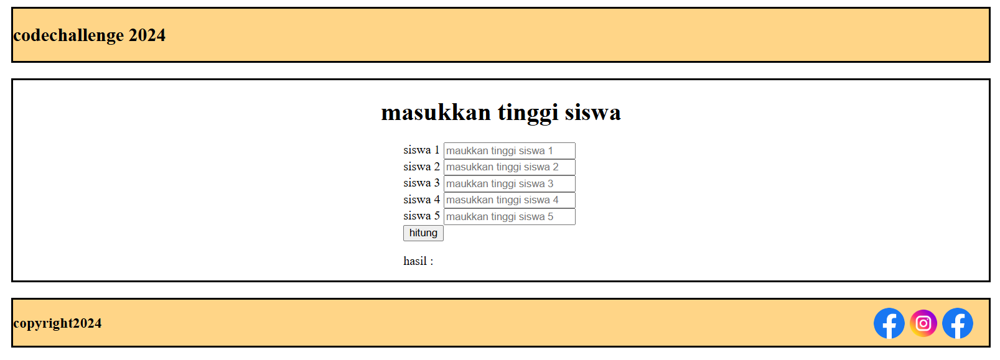 codechallenge 2024
masukkan tinggi siswa
siswa 1 maukkan tinggi siswa 1
siswa 2 masukkan tinggi siswa 2
siswa 3 maukkan tinggi siswa 3
siswa 4 masukkan tinggi siswa 4
siswa 5 maukkan tinggi siswa 5
hitung
hasil :
copyright2024